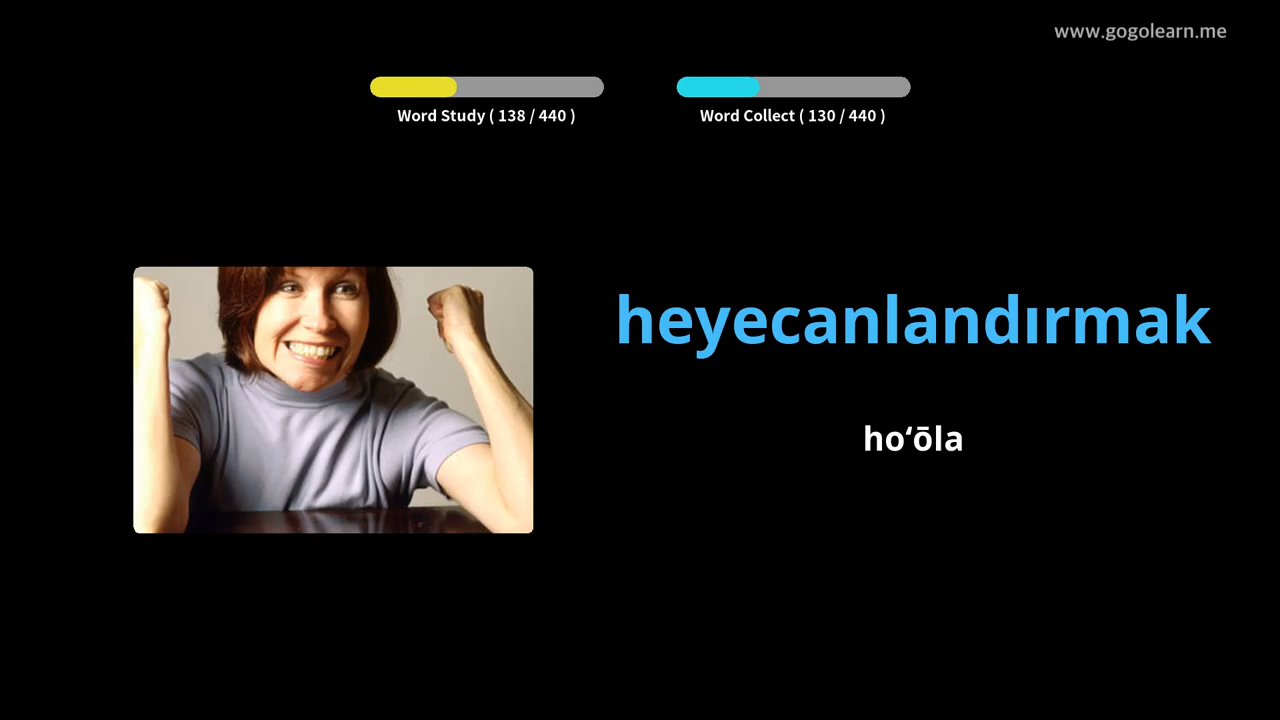 www.gogolearn.me
Word Study ( 138 / 440 )
Word Collect ( 130 / 440 )
heyecanlandırmak
hoʻōla